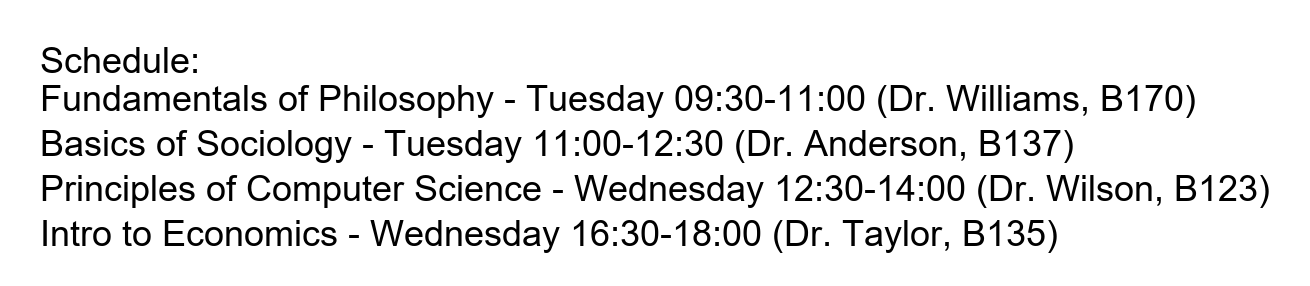 Schedule:
Fundamentals of Philosophy - Tuesday 09:30-11:00 (Dr. Williams, B170)
Basics of Sociology - Tuesday 11:00-12:30 (Dr. Anderson, B137)
Principles of Computer Science - Wednesday 12:30-14:00 (Dr. Wilson, B123)
Intro to Economics - Wednesday 16:30-18:00 (Dr. Taylor, B135)